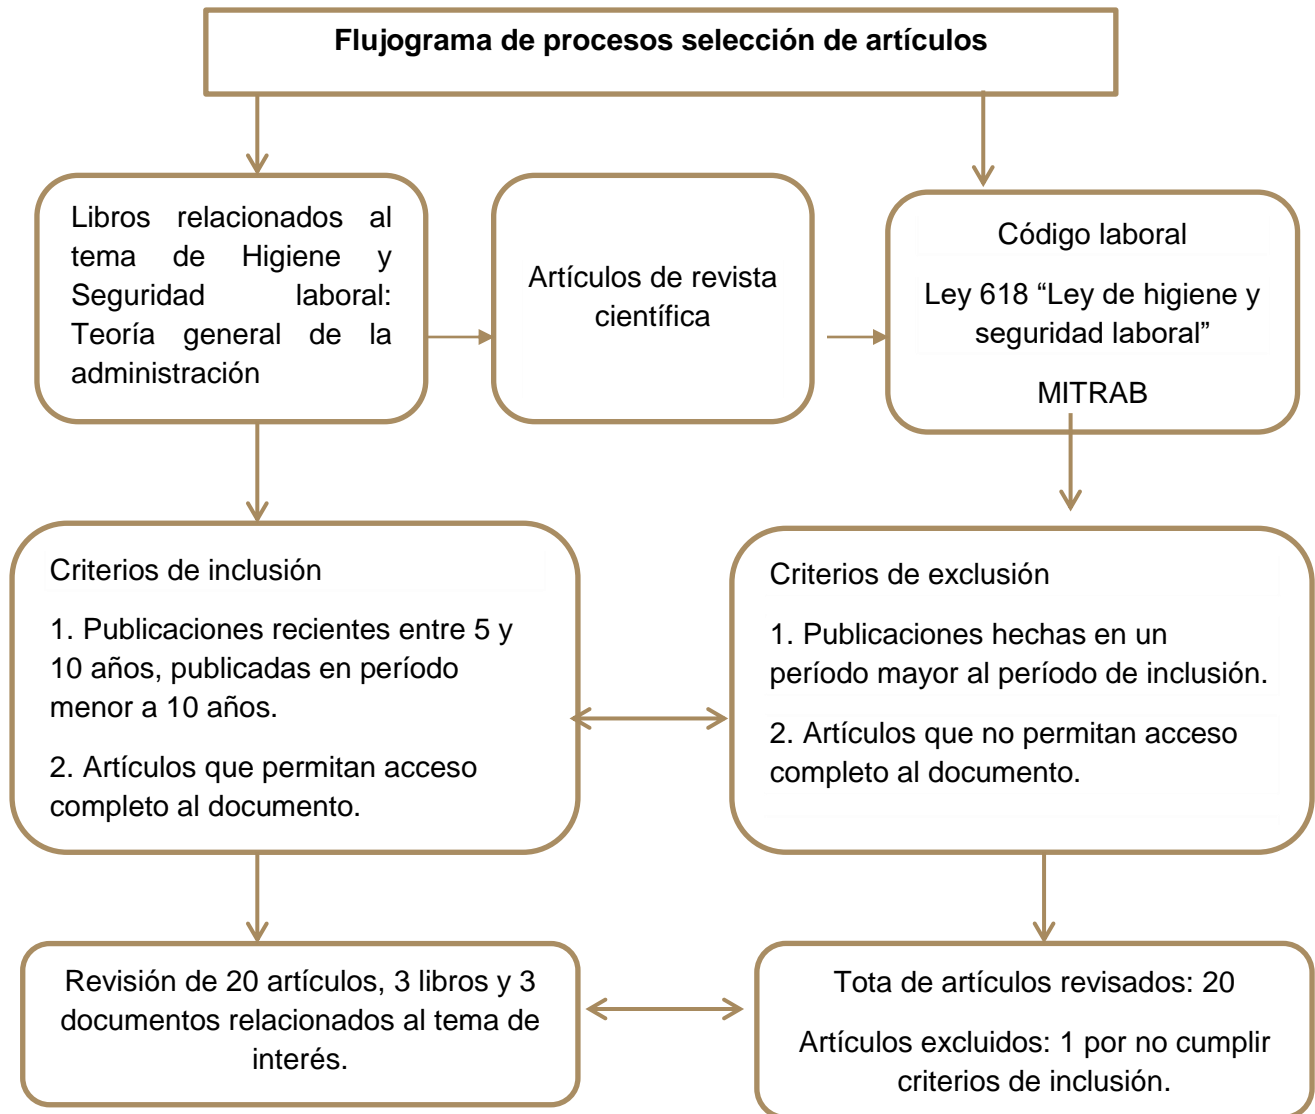 Flujograma de procesos selección de artículos
Libros relacionados al
tema de Higiene y
Seguridad laboral:
Teoría general de la
administración
Artículos de revista
científica
Código laboral
Ley 618 “Ley de higiene y
seguridad laboral”
MITRAB
Criterios de inclusión
1. Publicaciones recientes entre 5 y
10 años, publicadas en período
menor a 10 años.
2. Artículos que permitan acceso
completo al documento.
Criterios de exclusión
1. Publicaciones hechas en un
período mayor al período de inclusión.
2. Artículos que no permitan acceso
completo al documento.
Revisión de 20 artículos, 3 libros y 3
documentos relacionados al tema de
interés.
Tota de artículos revisados: 20
Artículos excluidos: 1 por no cumplir
criterios de inclusión.